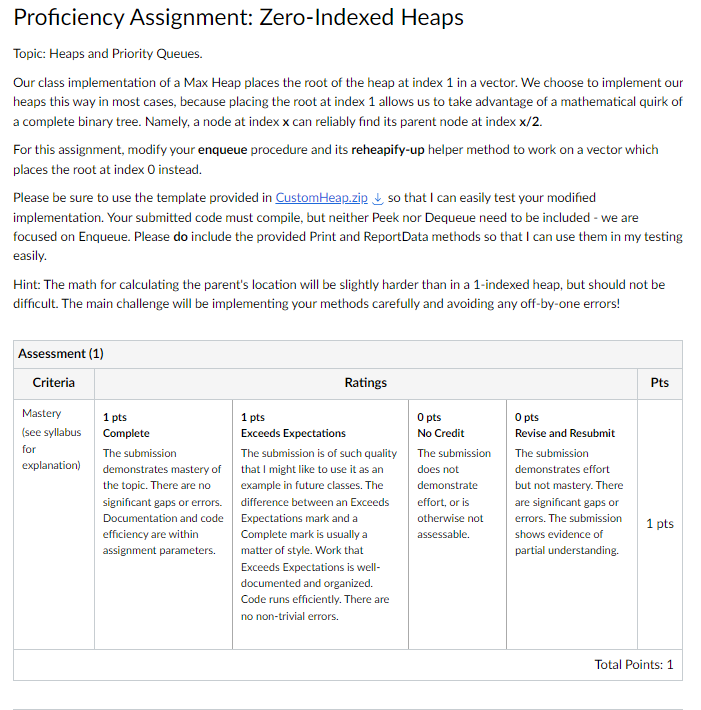 Proficiency Assignment: Zero-Indexed Heaps
Topic: Heaps and Priority Queues.
Our class implementation of a Max Heap places the root of the heap at index 1 in a vector. We choose to implement our
heaps this way in most cases, because placing the root at index 1 allows us to take advantage of a mathematical quirk of
a complete binary tree. Namely, a node at index x can reliably find its parent node at index x/2.
For this assignment, modify your enqueue procedure and its reheapify-up helper method to work on a vector which
places the root at index 0 instead.
Please be sure to use the template provided in CustomHeap.zip so that I can easily test your modified
implementation. Your submitted code must compile, but neither Peek nor Dequeue need to be included - we are
focused on Enqueue. Please do include the provided Print and ReportData methods so that I can use them in my testing
easily.
Hint: The math for calculating the parent's location will be slightly harder than in a 1-indexed heap, but should not be
difficult. The main challenge will be implementing your methods carefully and avoiding any off-by-one errors!
Assessment (1)
Criteria
Ratings
Pts
Mastery
(see syllabus
for
explanation)
1 pts
Complete
The submission
demonstrates mastery of
the topic. There are no
significant gaps or errors.
Documentation and code
efficiency are within
assignment parameters.
1 pts
Exceeds Expectations
The submission is of such quality
that I might like to use it as an
example in future classes. The
difference between an Exceeds
Expectations mark and a
Complete mark is usually a
matter of style. Work that
Exceeds Expectations is well-
documented and organized.
Code runs efficiently. There are
no non-trivial errors.
0 pts
No Credit
The submission
does not
demonstrate
effort, or is
otherwise not
assessable.
0 pts
Revise and Resubmit
The submission
demonstrates effort
but not mastery. There
are significant gaps or
errors. The submission
shows evidence of
partial understanding.
1 pts
Total Points: 1